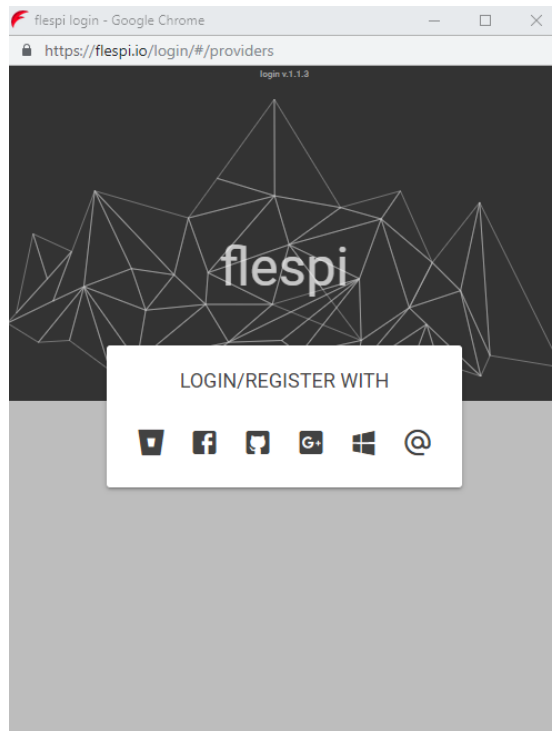 flespi login - Google Chrome
https://flespi.io/login/#/providers
login v.1.1.3
flespi
LOGIN/REGISTER WITH
G+
@